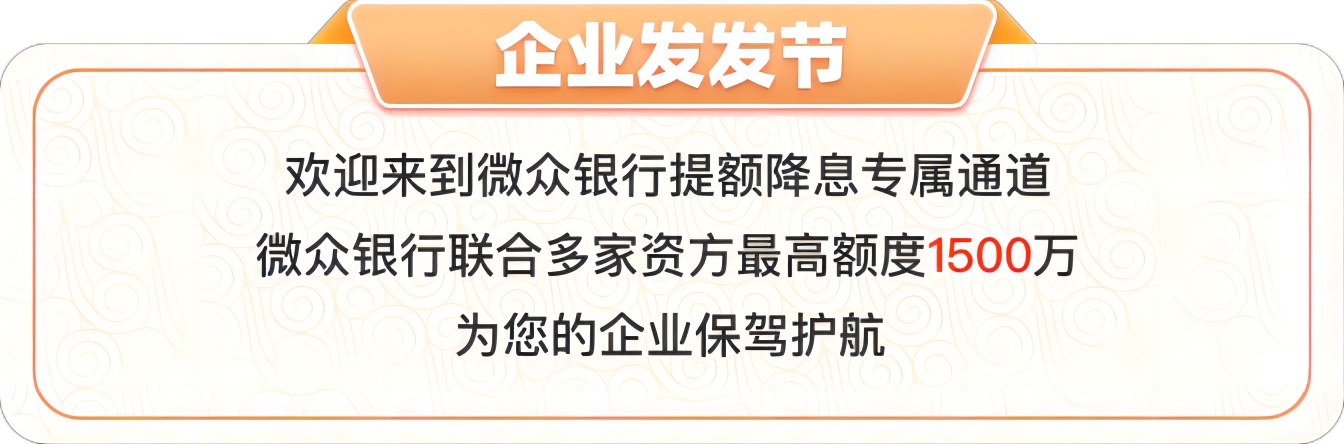 企业发发节
欢迎来到微众银行提额降息专属通道
微众银行联合多家资方最高额度1500万
为您的企业保驾护航